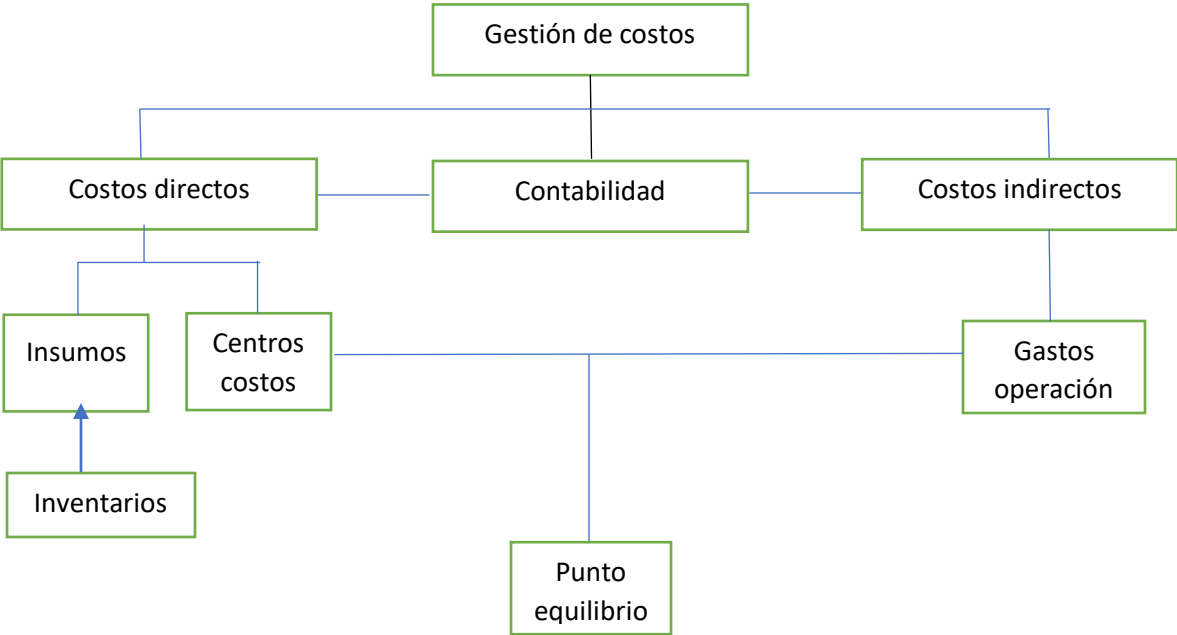 Gestión de costos
Costos directos
Contabilidad
Costos indirectos
Insumos
Centros
costos
Gastos
operación
Inventarios
Punto
equilibrio